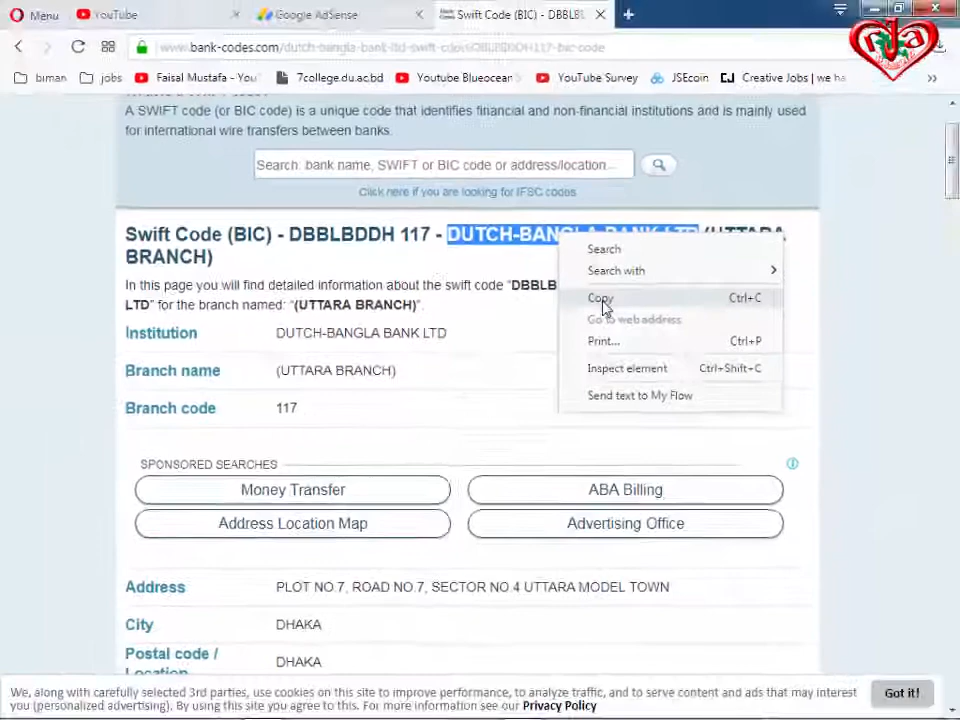 Menu
YouTube
Google AdSense
Swift Code (BIC) - DBBLBD
www.bank-codes.com/dutch-bangla-bank-ltd-swift-cdos0BLBDDH117-bic-code
biman
jobs
Faisal Mustafa - You
7college.du.ac.bd
Youtube Blueocean
YouTube Survey
JSEcoin
Creative Jobs | we ha
A SWIFT code (or BIC code) is a unique code that identifies financial and non-financial institutions and is mainly used
for international wire transfers between banks.
Search: bank name, SWIFT or BIC code or address/location...
Click here if you are looking for IFSC codes
Swift Code (BIC) - DBBLBDDH 117 - DUTCH-BANGLA BANK LTD (UTTARA
BRANCH)
Search
Search with
Copy Ctrl+C
Go to web address
Print... Ctrl+P
Inspect element Ctrl+Shift+C
Send text to My Flow
In this page you will find detailed information about the swift code "DBBLB
LTD" for the branch named: "(UTTARA BRANCH)".
Institution DUTCH-BANGLA BANK LTD
Branch name (UTTARA BRANCH)
Branch code 117
SPONSORED SEARCHES
Money Transfer
ABA Billing
Address Location Map
Advertising Office
Address PLOT NO.7, ROAD NO.7, SECTOR NO.4 UTTARA MODEL TOWN
City DHAKA
Postal code / DHAKA
Location
We, along with carefully selected 3rd parties, use cookies on this site to improve performance, to analyze traffic, and to serve content and ads that may interest
you (personalized advertising). By using this site you agree to this. For more information see our Privacy Policy
Got it!